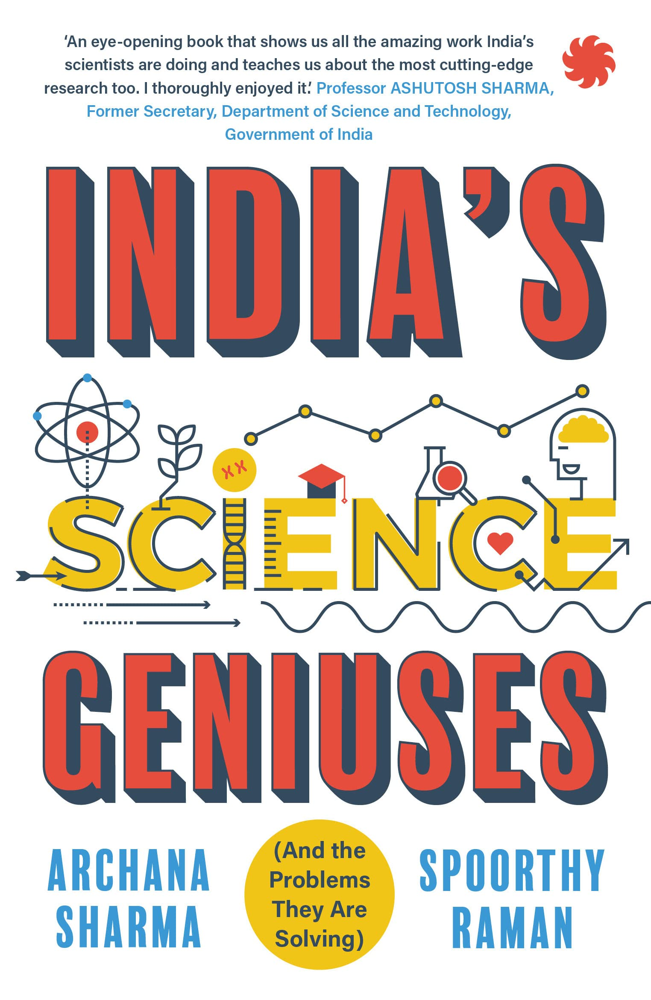 ‘An eye-opening book that shows us all the amazing work India’s
scientists are doing and teaches us about the most cutting-edge
research too. I thoroughly enjoyed it.’ Professor ASHUTOSH SHARMA,
Former Secretary, Department of Science and Technology,
Government of India
INDIA’S
SCIENCE
GENIUSES
(And the
Problems
They Are
Solving)
ARCHANA
SHARMA
SPOORTHY
RAMAN